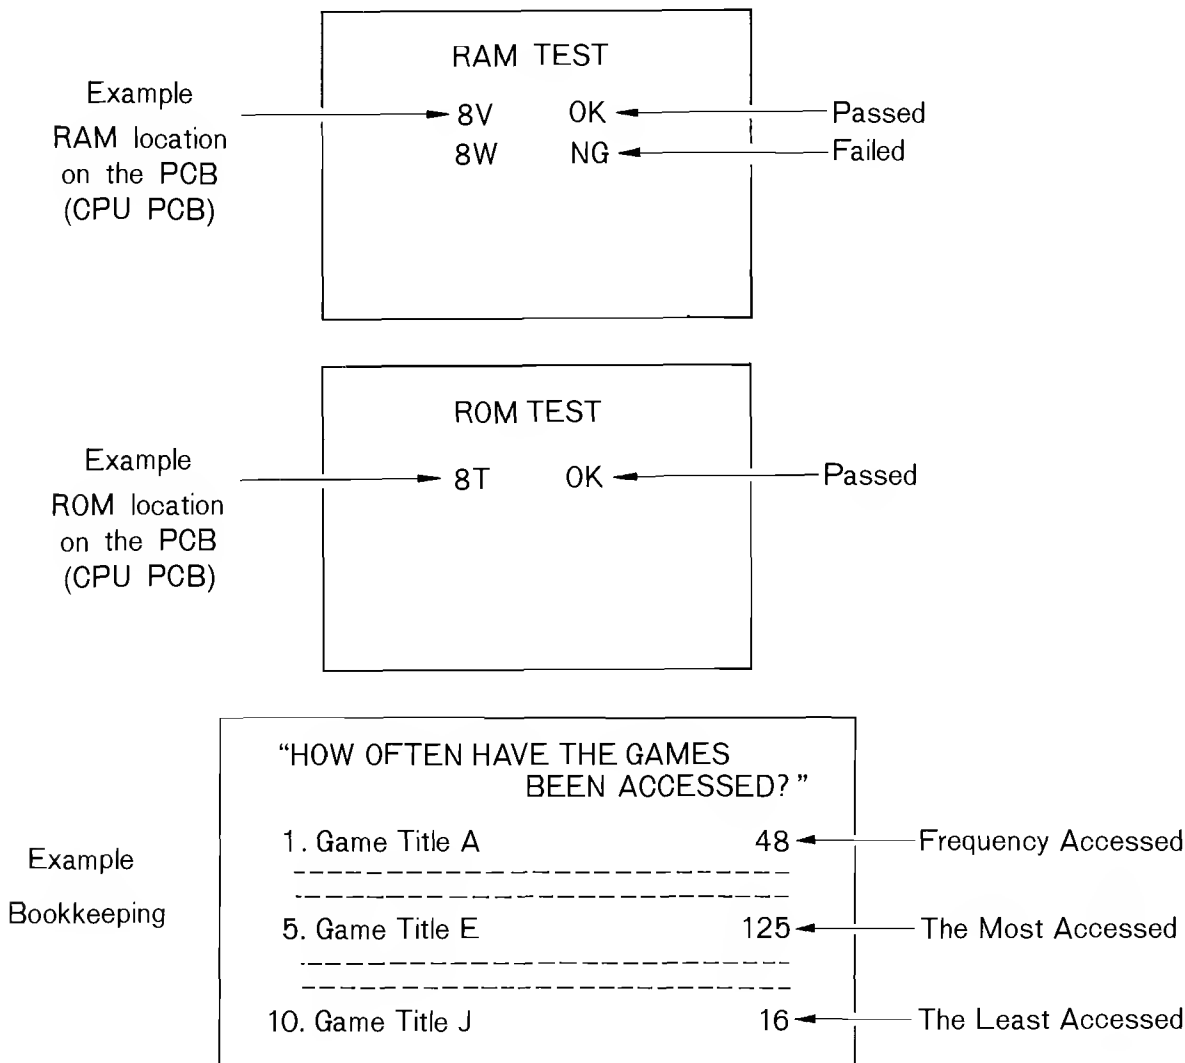 RAM TEST
Example
RAM location
on the PCB
(CPU PCB)
8V OK
Passed
8W NG
Failed
ROM TEST
Example
ROM location
on the PCB
(CPU PCB)
8T OK
Passed
“HOW OFTEN HAVE THE GAMES
BEEN ACCESSED?”
Example
Bookkeeping
1. Game Title A 48
Frequency Accessed
5. Game Title E 125
The Most Accessed
10. Game Title J 16
The Least Accessed